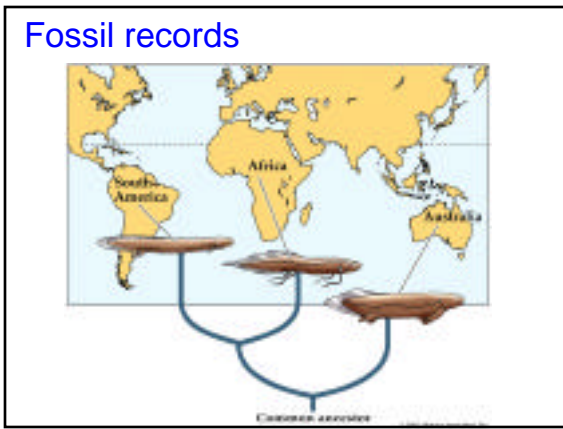 Fossil records
Africa
South
America
Australia
Common ancestor